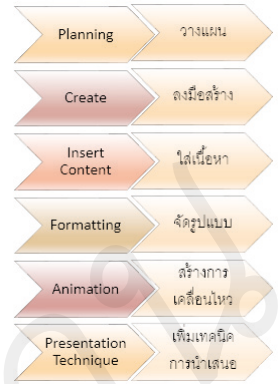 Planning
วางแผน
Create
ลงมือสร้าง
Insert
Content
ใส่เนื้อหา
Formatting
จัดรูปแบบ
Animation
สร้างการ
เคลื่อนไหว
Presentation
Technique
เพิ่มเทคนิค
การนำเสนอ